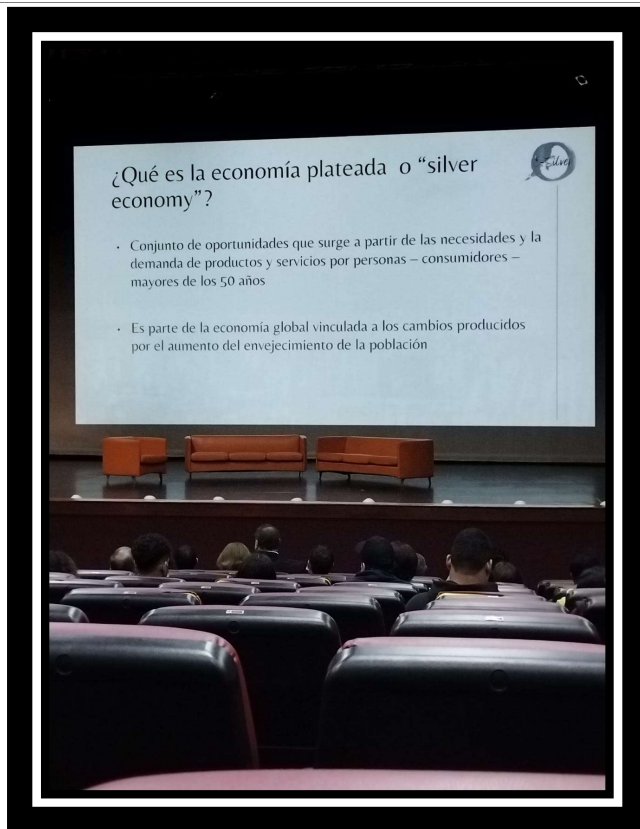 ¿Qué es la economía plateada o “silver
economy”?
Silver
• Conjunto de oportunidades que surge a partir de las necesidades y la
demanda de productos y servicios por personas – consumidores –
mayores de los 50 años
• Es parte de la economía global vinculada a los cambios producidos
por el aumento del envejecimiento de la población